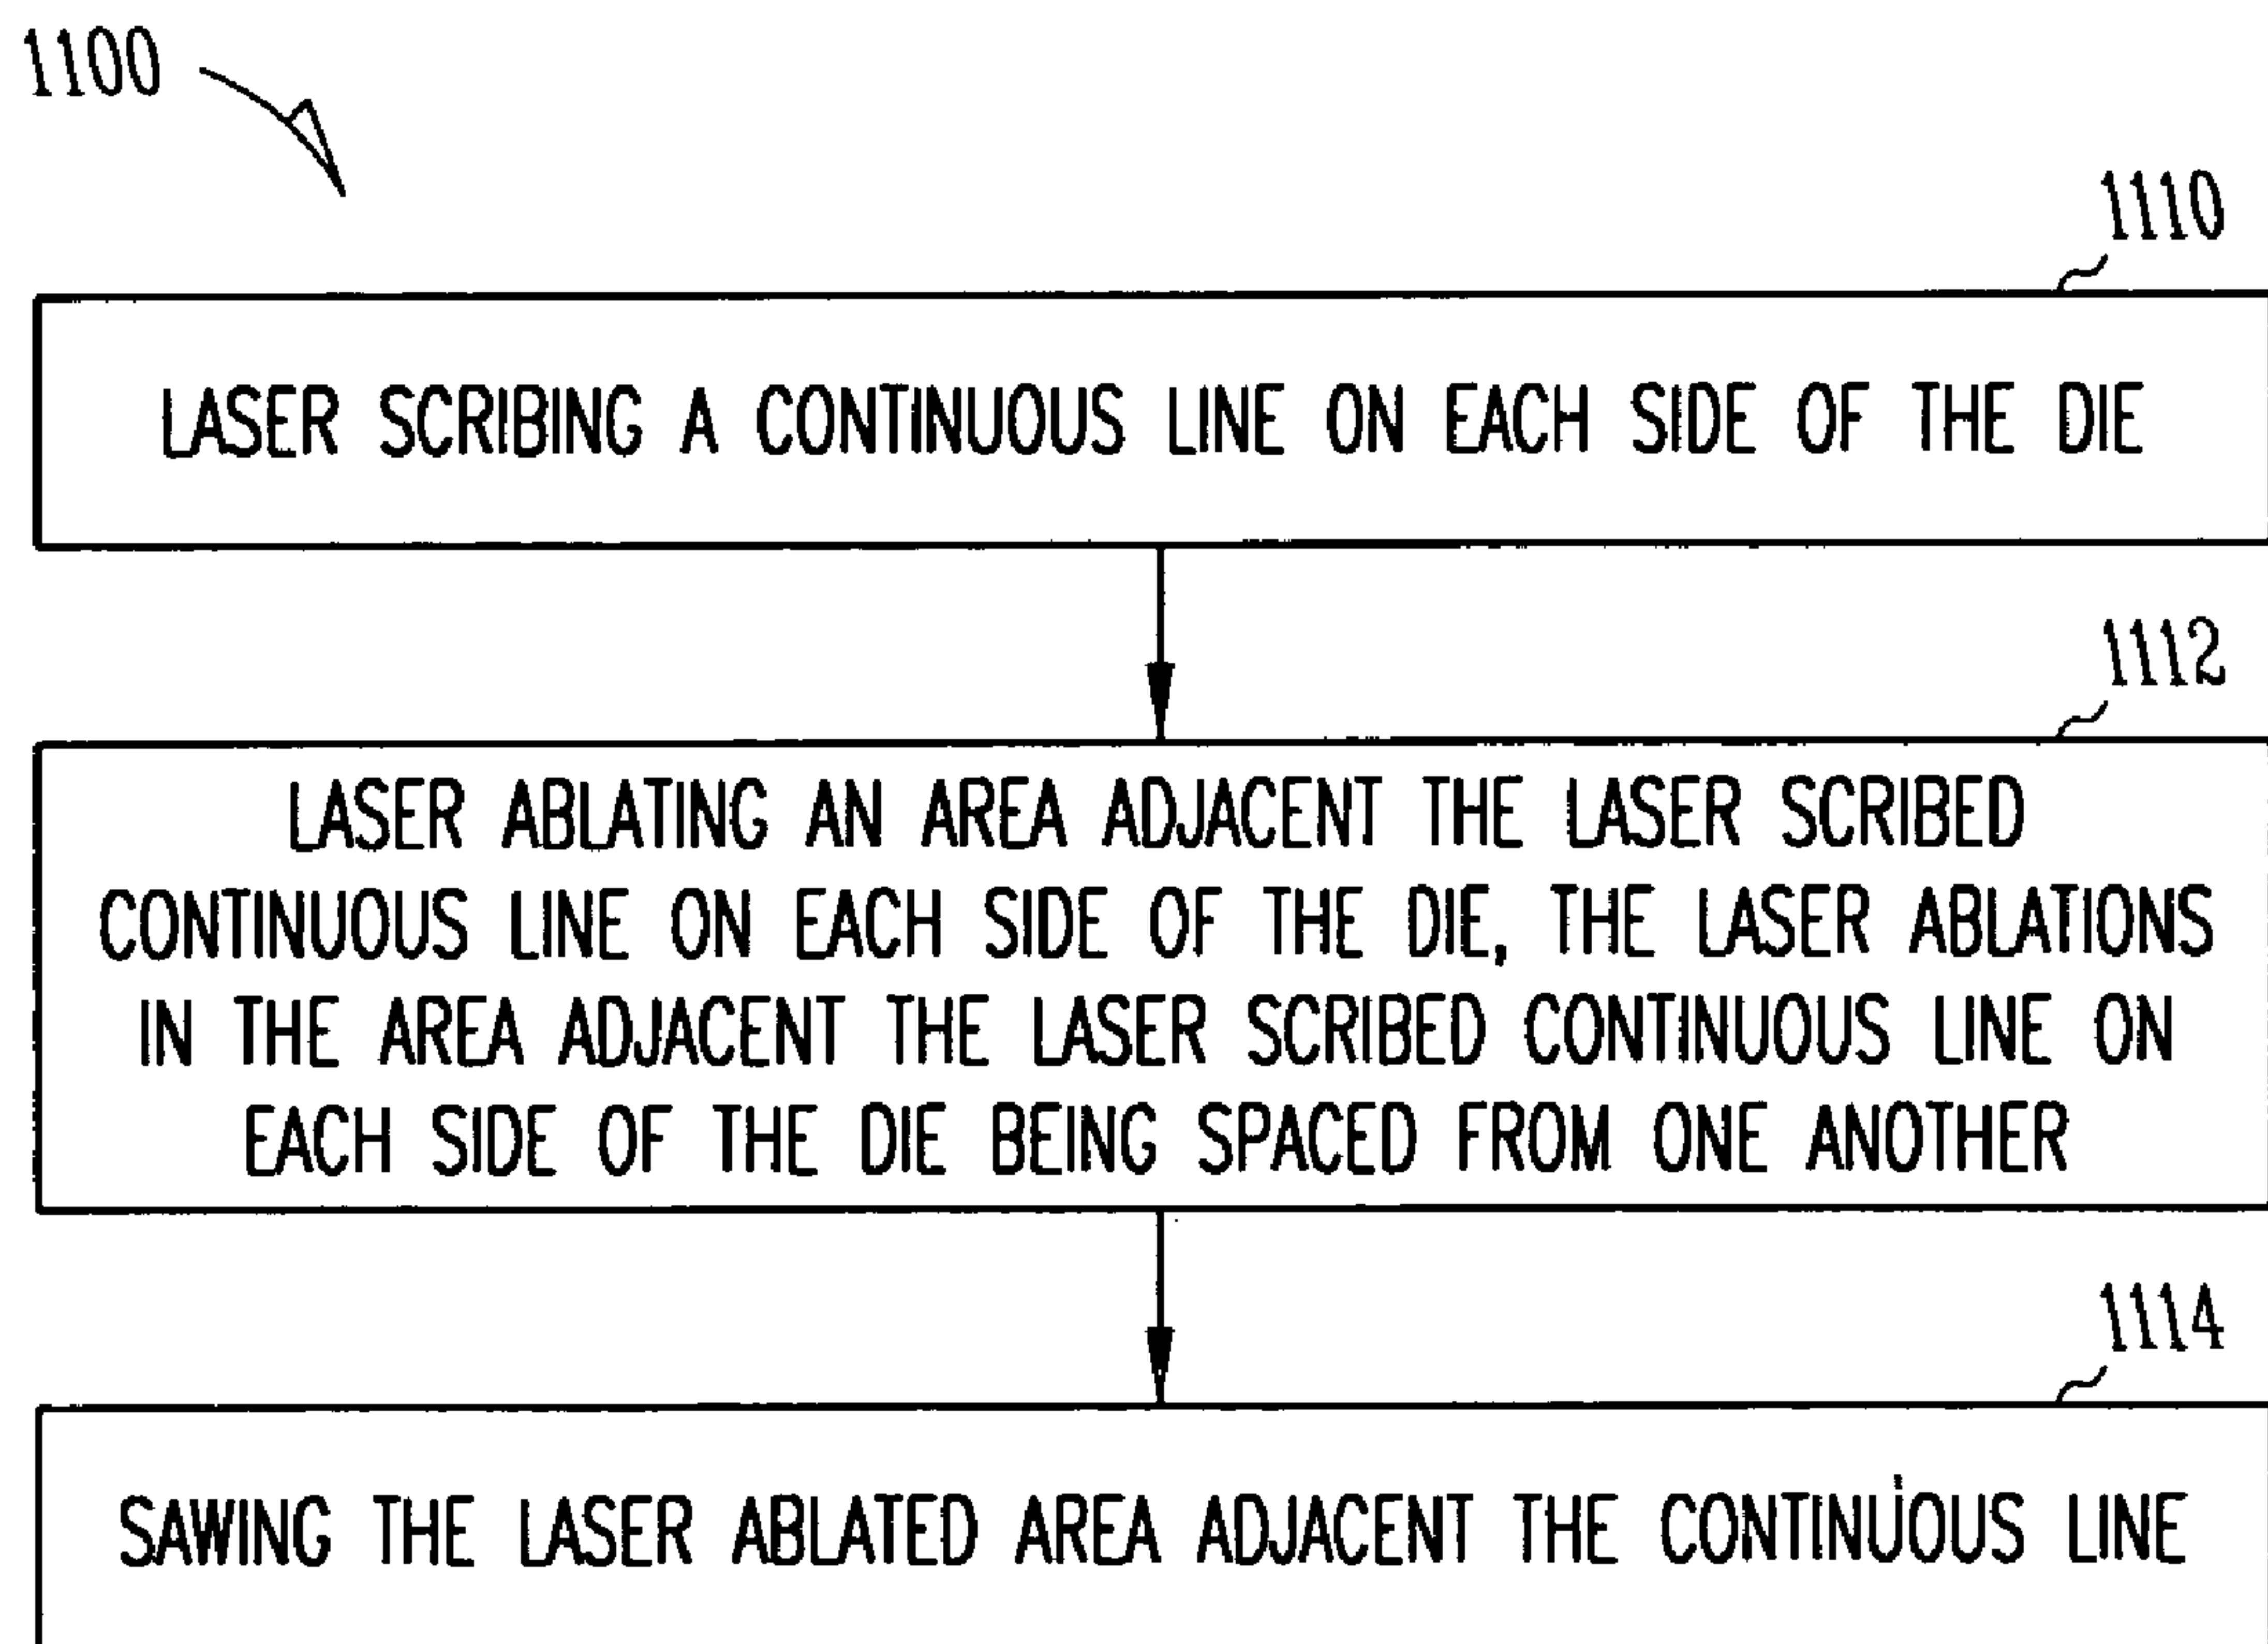 1100
1110
LASER SCRIBING A CONTINUOUS LINE ON EACH SIDE OF THE DIE
1112
LASER ABLATING AN AREA ADJACENT THE LASER SCRIBED
CONTINUOUS LINE ON EACH SIDE OF THE DIE, THE LASER ABLATIONS
IN THE AREA ADJACENT THE LASER SCRIBED CONTINUOUS LINE ON
EACH SIDE OF THE DIE BEING SPACED FROM ONE ANOTHER
1114
SAWING THE LASER ABLATED AREA ADJACENT THE CONTINUOUS LINE